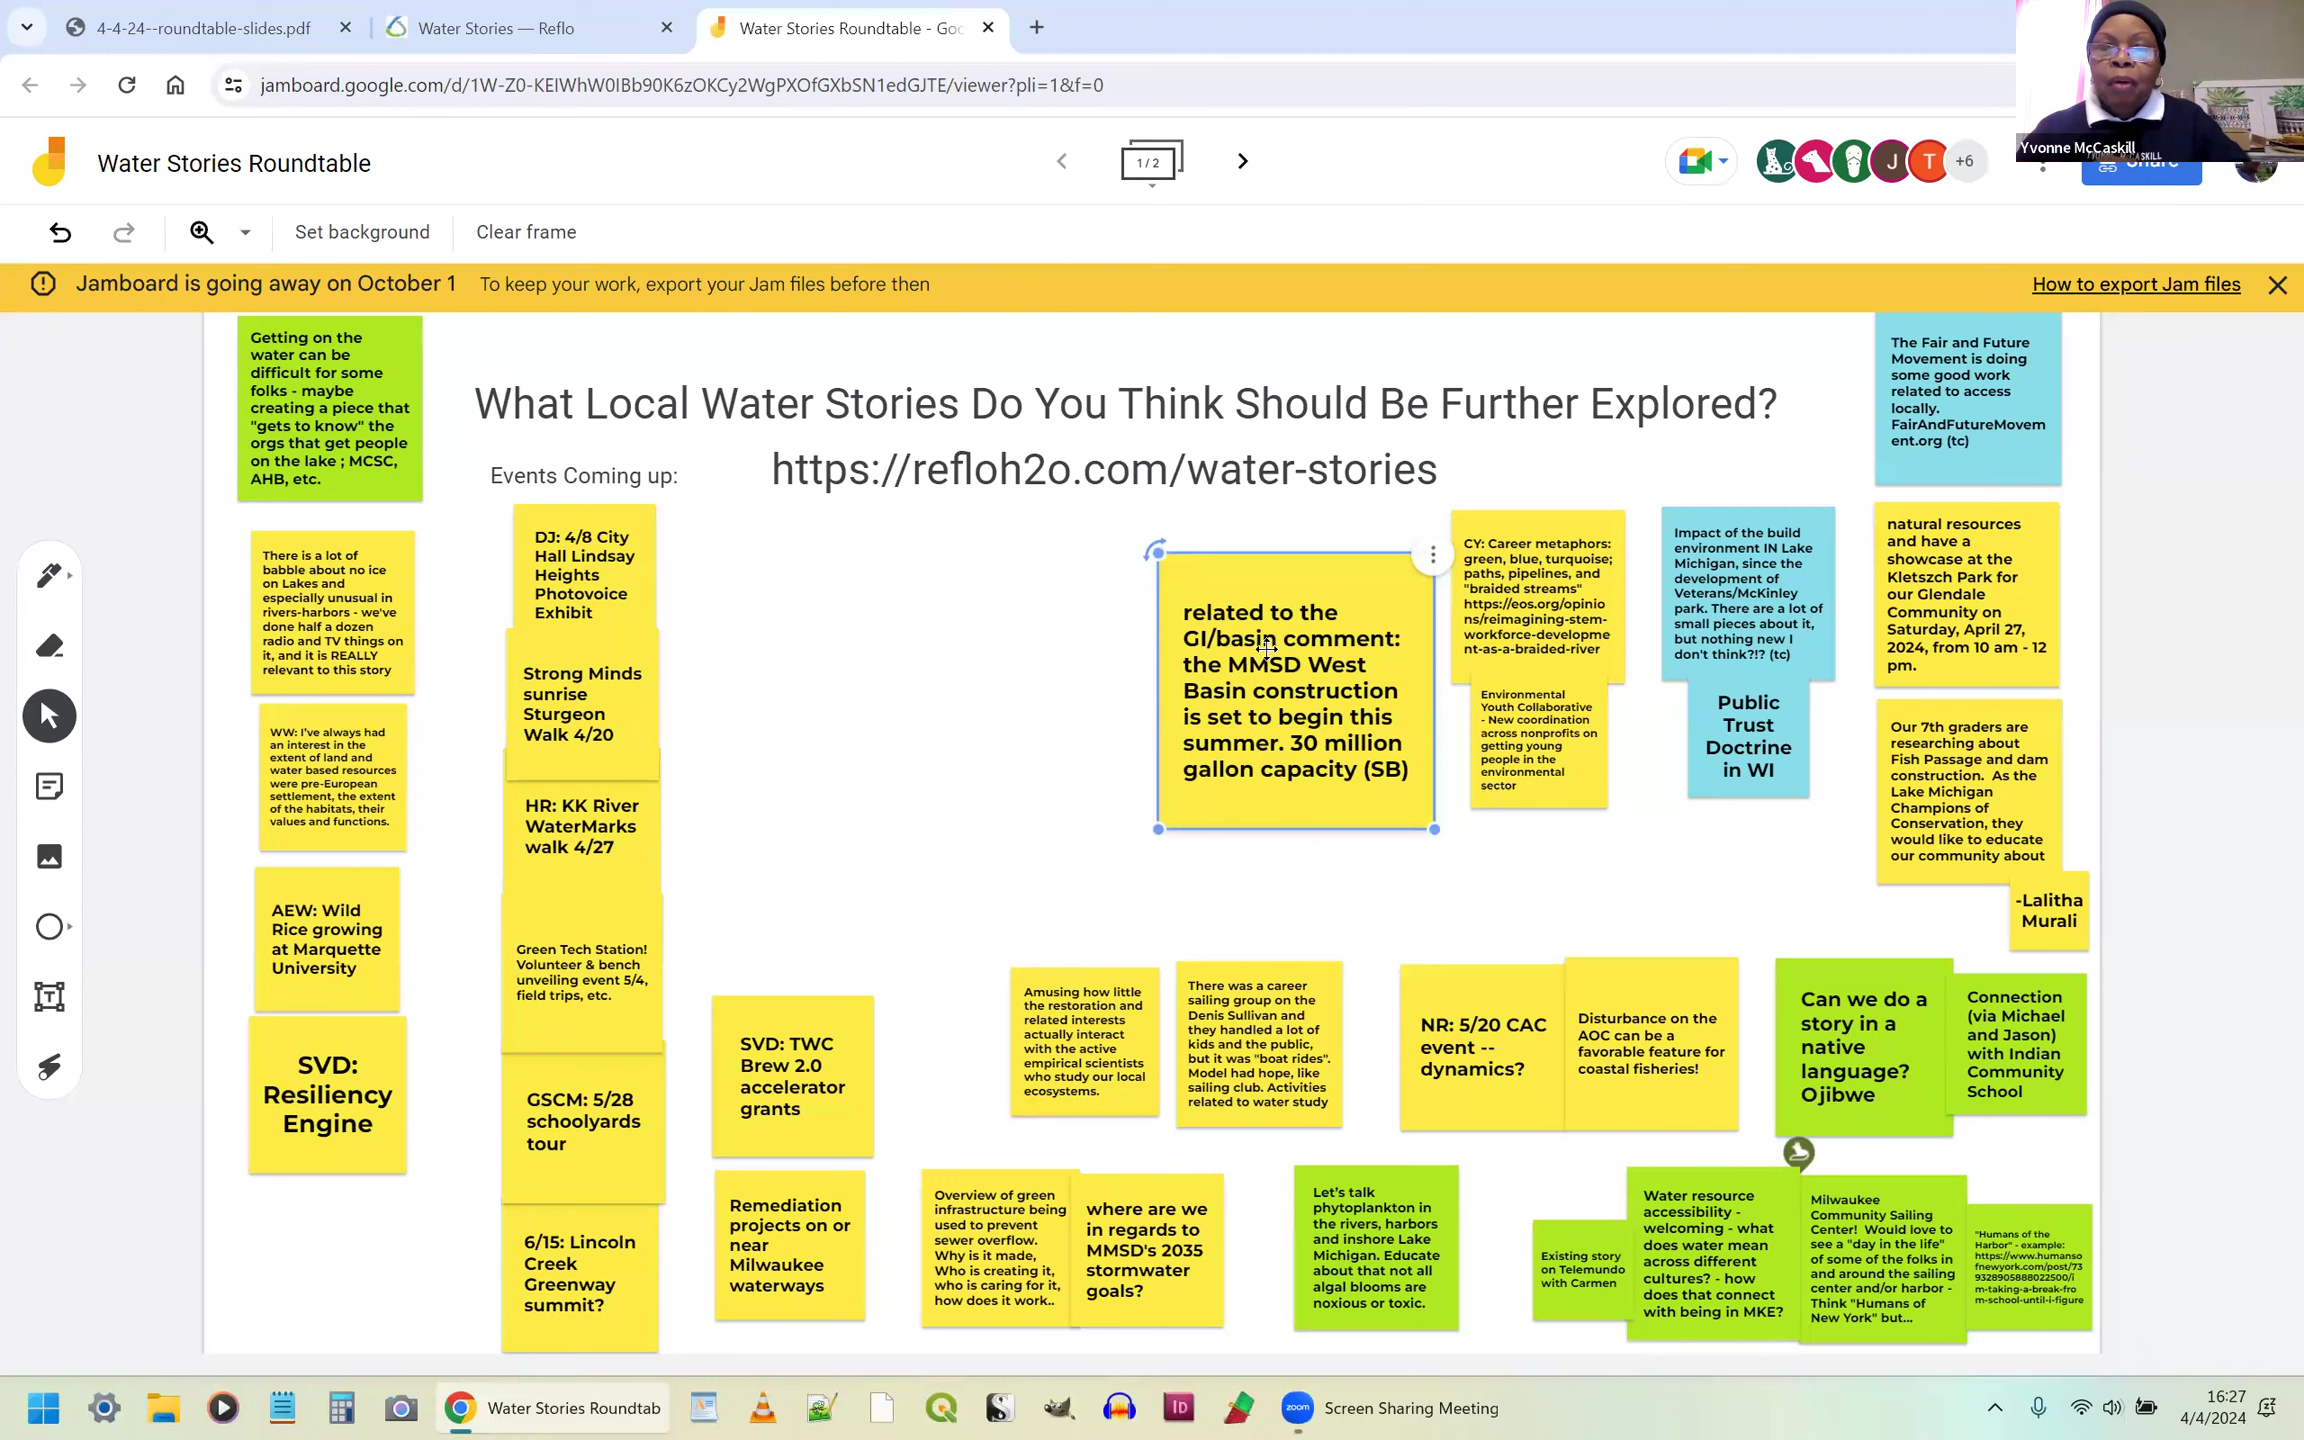 4-4-24--roundtable-slides.pdf
Water Stories — Reflo
Water Stories Roundtable - Goo
jamboard.google.com/d/1W-Z0-KEIWhW0IBb90K6zOKCy2WgPXOfGXbSN1edGJTE/viewer?pli=1&f=0
Yvonne McCaskill
Water Stories Roundtable
1 / 2
J
T
+6
Share
Set background
Clear frame
Jamboard is going away on October 1
To keep your work, export your Jam files before then
How to export Jam files
Getting on the
water can be
difficult for some
folks - maybe
creating a piece that
"gets to know" the
orgs that get people
on the lake ; MCSC,
AHB, etc.
What Local Water Stories Do You Think Should Be Further Explored?
Events Coming up:
https://refloh2o.com/water-stories
The Fair and Future
Movement is doing
some good work
related to access
locally.
FairAndFutureMovem
ent.org (tc)
There is a lot of
babble about no ice
on Lakes and
especially unusual in
rivers-harbors - we've
done half a dozen
radio and TV things on
it, and it is REALLY
relevant to this story
WW: I've always had
an interest in the
extent of land and
water based resources
were pre-European
settlement, the extent
of the habitats, their
values and functions.
AEW: Wild
Rice growing
at Marquette
University
SVD:
Resiliency
Engine
DJ: 4/8 City
Hall Lindsay
Heights
Photovoice
Exhibit
Strong Minds
sunrise
Sturgeon
Walk 4/20
HR: KK River
WaterMarks
walk 4/27
Green Tech Station!
Volunteer & bench
unveiling event 5/4,
field trips, etc.
GSCM: 5/28
schoolyards
tour
6/15: Lincoln
Creek
Greenway
summit?
SVD: TWC
Brew 2.0
accelerator
grants
Remediation
projects on or
near
Milwaukee
waterways
related to the
GI/basin comment:
the MMSD West
Basin construction
is set to begin this
summer. 30 million
gallon capacity (SB)
CY: Career metaphors:
green, blue, turquoise;
paths, pipelines, and
"braided streams"
https://eos.org/opinio
ns/reimagining-stem-
workforce-developme
nt-as-a-braided-river
Environmental
Youth Collaborative
- New coordination
across nonprofits on
getting young
people in the
environmental
sector
Impact of the build
environment IN Lake
Michigan, since the
development of
Veterans/McKinley
park. There are a lot of
small pieces about it,
but nothing new I
don't think?!? (tc)
Public
Trust
Doctrine
in WI
natural resources
and have a
showcase at the
Kletszch Park for
our Glendale
Community on
Saturday, April 27,
2024, from 10 am - 12
pm.
Our 7th graders are
researching about
Fish Passage and dam
construction. As the
Lake Michigan
Champions of
Conservation, they
would like to educate
our community about
-Lalitha
Murali
Amusing how little
the restoration and
related interests
actually interact
with the active
empirical scientists
who study our local
ecosystems.
There was a career
sailing group on the
Denis Sullivan and
they handled a lot of
kids and the public,
but it was "boat rides".
Model had hope, like
sailing club. Activities
related to water study
NR: 5/20 CAC
event --
dynamics?
Disturbance on the
AOC can be a
favorable feature for
coastal fisheries!
Can we do a
story in a
native
language?
Ojibwe
Connection
(via Michael
and Jason)
with Indian
Community
School
Overview of green
infrastructure being
used to prevent
sewer overflow.
Why is it made,
Who is creating it,
who is caring for it,
how does it work..
where are we
in regards to
MMSD's 2035
stormwater
goals?
Let's talk
phytoplankton in
the rivers, harbors
and inshore Lake
Michigan. Educate
about that not all
algal blooms are
noxious or toxic.
Existing story
on Telemundo
with Carmen
Water resource
accessibility -
welcoming - what
does water mean
across different
cultures? - how
does that connect
with being in MKE?
Milwaukee
Community Sailing
Center! Would love to
see a "day in the life"
of some of the folks in
and around the sailing
center and/or harbor -
Think "Humans of
New York" but...
"Humans of the
Harbor" - example:
https://www.humanso
fnewyork.com/post/73
9328905888022500/i
m-taking-a-break-fro
m-school-until-i-figure
Water Stories Roundtab
Id
zoom
Screen Sharing Meeting
16:27
4/4/2024